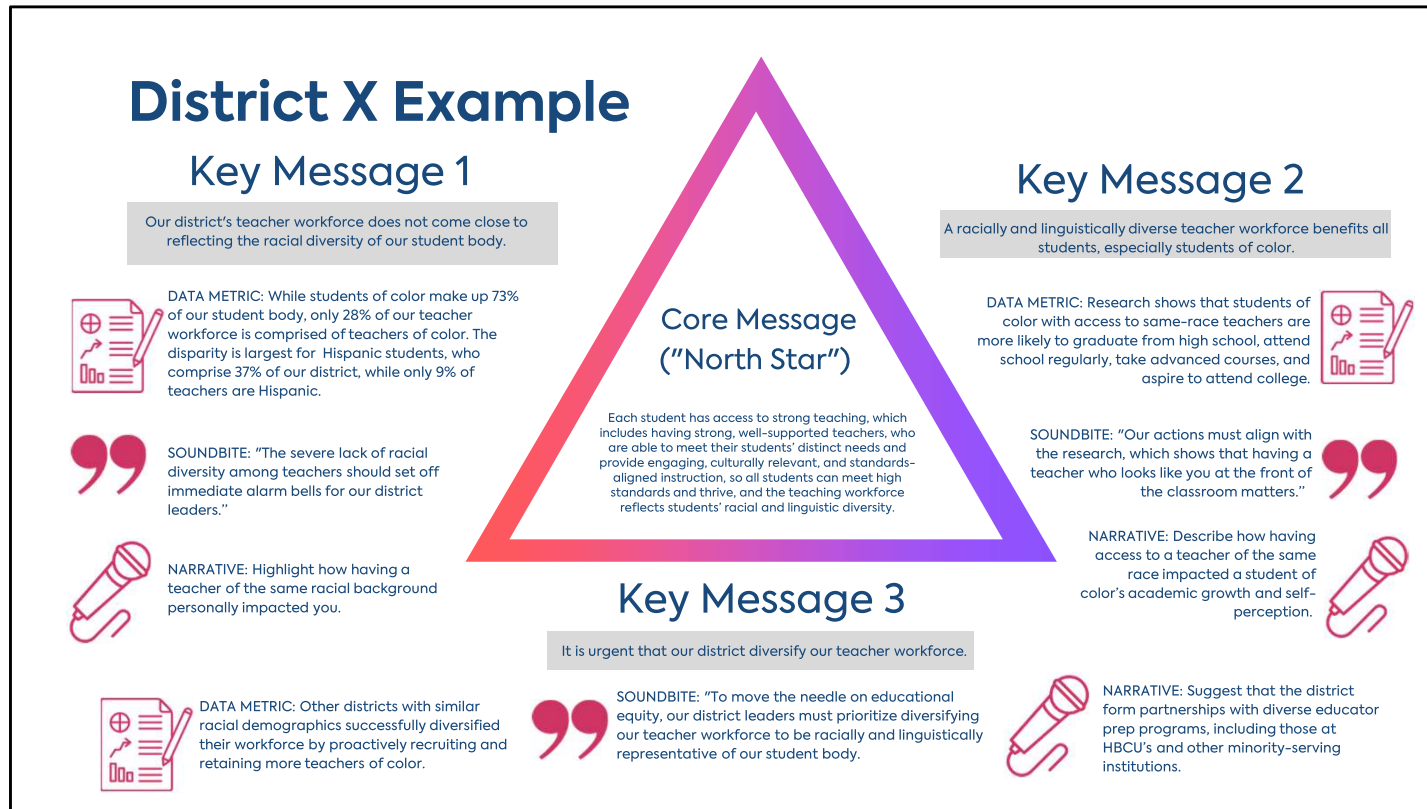 District X Example
Key Message 1
Our district's teacher workforce does not come close to
reflecting the racial diversity of our student body.
DATA METRIC: While students of color make up 73%
of our student body, only 28% of our teacher
workforce is comprised of teachers of color. The
disparity is largest for Hispanic students, who
comprise 37% of our district, while only 9% of
teachers are Hispanic.
SOUNDBITE: "The severe lack of racial
diversity among teachers should set off
immediate alarm bells for our district
leaders.”
NARRATIVE: Highlight how having a
teacher of the same racial background
personally impacted you.
Core Message
("North Star")
Each student has access to strong teaching, which
includes having strong, well-supported teachers, who
are able to meet their students’ distinct needs and
provide engaging, culturally relevant, and standards-
aligned instruction, so all students can meet high
standards and thrive, and the teaching workforce
reflects students’ racial and linguistic diversity.
Key Message 2
A racially and linguistically diverse teacher workforce benefits all
students, especially students of color.
DATA METRIC: Research shows that students of
color with access to same-race teachers are
more likely to graduate from high school, attend
school regularly, take advanced courses, and
aspire to attend college.
SOUNDBITE: "Our actions must align with
the research, which shows that having a
teacher who looks like you at the front of
the classroom matters.”
NARRATIVE: Describe how having
access to a teacher of the same
race impacted a student of
color’s academic growth and self-
perception.
Key Message 3
It is urgent that our district diversify our teacher workforce.
DATA METRIC: Other districts with similar
racial demographics successfully diversified
their workforce by proactively recruiting and
retaining more teachers of color.
SOUNDBITE: "To move the needle on educational
equity, our district leaders must prioritize diversifying
our teacher workforce to be racially and linguistically
representative of our student body.
NARRATIVE: Suggest that the district
form partnerships with diverse educator
prep programs, including those at
HBCU’s and other minority-serving
institutions.